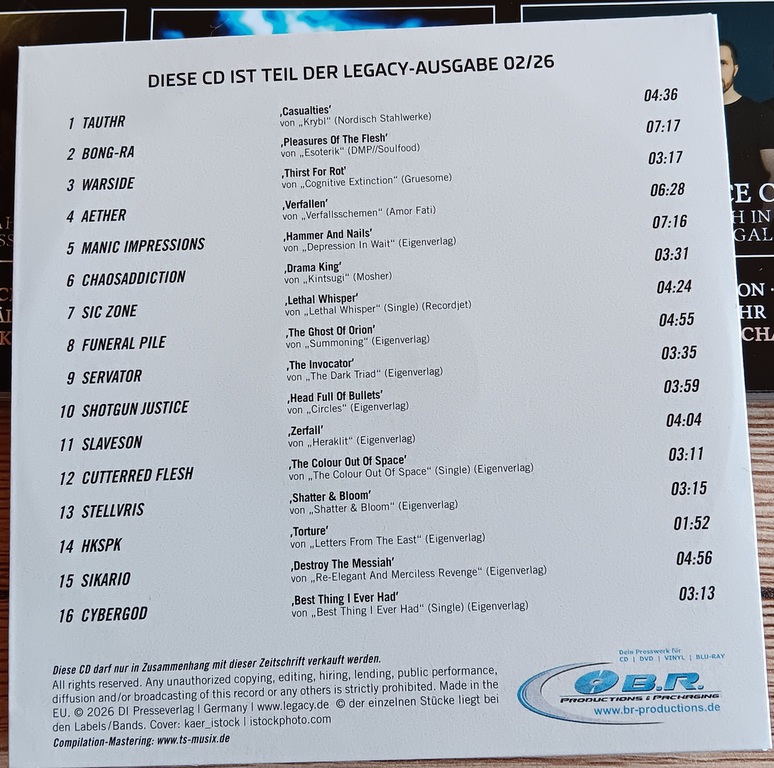 DIESE CD IST TEIL DER LEGACY-AUSGABE 02/26
1 TAUTHR ‚Casualties' 04:36
von „Krybl" (Nordisch Stahlwerke)
2 BONG-RA ‚Pleasures Of The Flesh' 07:17
von „Esoterik" (DMP//Soulfood)
3 WARSIDE ‚Thirst For Rot' 03:17
von „Cognitive Extinction" (Gruesome)
4 AETHER ‚Verfallen' 06:28
von „Verfallsschemen" (Amor Fati)
5 MANIC IMPRESSIONS ‚Hammer And Nails' 07:16
von „Depression In Wait" (Eigenverlag)
6 CHAOSADDICTION ‚Drama King' 03:31
von „Kintsugi" (Mosher)
7 SIC ZONE ‚Lethal Whisper' 04:24
von „Lethal Whisper" (Single) (Recordjet)
8 FUNERAL PILE ‚The Ghost Of Orion' 04:55
von „Summoning" (Eigenverlag)
9 SERVATOR ‚The Invocator' 03:35
von „The Dark Triad" (Eigenverlag)
10 SHOTGUN JUSTICE ‚Head Full Of Bullets' 03:59
von „Circles" (Eigenverlag)
11 SLAVESON ‚Zerfall' 04:04
von „Heraklit" (Eigenverlag)
12 CUTTERRED FLESH ‚The Colour Out Of Space' 03:11
von „The Colour Out Of Space" (Single) (Eigenverlag)
13 STELLVRIS ‚Shatter & Bloom' 03:15
von „Shatter & Bloom" (Eigenverlag)
14 HKSPK ‚Torture' 01:52
von „Letters From The East" (Eigenverlag)
15 SIKARIO ‚Destroy The Messiah' 04:56
von „Re-Elegant And Merciless Revenge" (Eigenverlag)
16 CYBERGOD ‚Best Thing I Ever Had' 03:13
von „Best Thing I Ever Had" (Single) (Eigenverlag)
Diese CD darf nur in Zusammenhang mit dieser Zeitschrift verkauft werden.
All rights reserved. Any unauthorized copying, editing, hiring, lending, public performance,
diffusion and/or broadcasting of this record or any others is strictly prohibited. Made in the
EU. © 2026 DI Presseverlag | Germany | www.legacy.de © der einzelnen Stücke liegt bei
den Labels/Bands. Cover: kaer_istock | istockphoto.com
Compilation-Mastering: www.ts-musix.de
Dein Presswerk für
CD | DVD | VINYL | BLU-RAY
B.R.
PRODUCTIONS & PACKAGING
www.br-productions.de